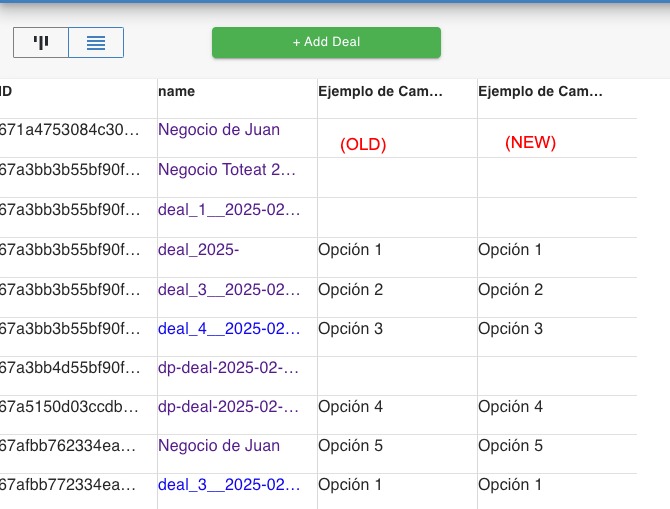 + Add Deal
ID name Ejemplo de Cam... Ejemplo de Cam...
671a4753084c30... Negocio de Juan (OLD) (NEW)
67a3bb3b55bf90f... Negocio Toteat 2...
67a3bb3b55bf90f... deal_1__2025-02...
67a3bb3b55bf90f... deal_2025- Opción 1 Opción 1
67a3bb3b55bf90f... deal_3__2025-02... Opción 2 Opción 2
67a3bb3b55bf90f... deal_4__2025-02... Opción 3 Opción 3
67a3bb4d55bf90f... dp-deal-2025-02-...
67a5150d03ccdb... dp-deal-2025-02-... Opción 4 Opción 4
67afbb762334ea... Negocio de Juan Opción 5 Opción 5
67afbb772334ea... deal_3__2025-02... Opción 1 Opción 1